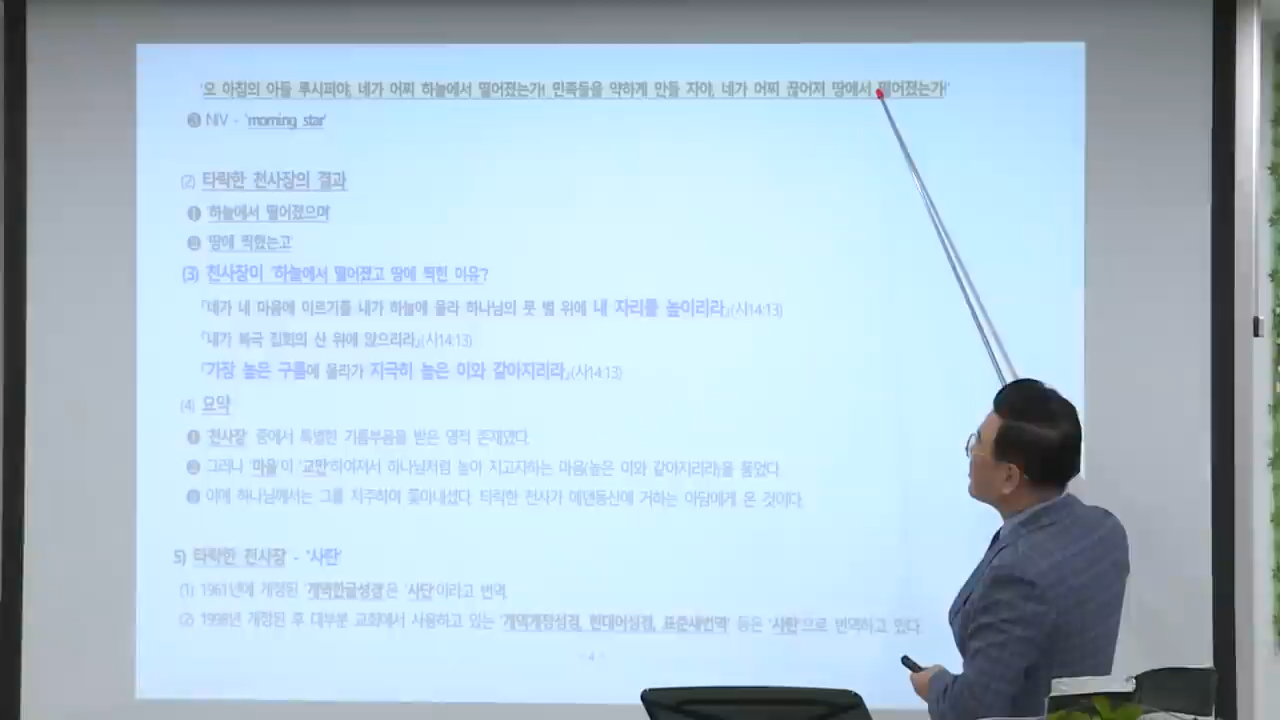 '오 아침의 아들 루시퍼야, 네가 어찌 하늘에서 떨어졌는가! 민족들을 약하게 만들 자야, 네가 어찌 끊어져 땅에서 떨어졌는가!'
❸ NIV - 'morning star'
(2) 타락한 천사장의 결과
❶ '하늘에서 떨어졌으며'
❷ '땅에 찍혔는고'
(3) 천사장이 '하늘에서 떨어졌고 땅에 찍힌 이유?'
「네가 네 마음에 이르기를 내가 하늘에 올라 하나님의 뭇 별 위에 내 자리를 높이리라」(사14:13)
「내가 북극 집회의 산 위에 앉으리라」(사14:13)
「가장 높은 구름에 올라가 지극히 높은 이와 같아지리라」(사14:13)
(4) 요약
❶ '천사장' 중에서 특별한 기름부음을 받은 영적 존재였다.
❷ 그러나 '마음'이 '교만'하여져서 하나님처럼 높아 지고자하는 마음(높은 이와 같아지리라)을 품었다.
❸ 이에 하나님께서는 그를 저주하여 쫓아내셨다. 타락한 천사가 에덴동산에 거하는 아담에게 온 것이다.
5) 타락한 천사장 - '사탄'
(1) 1961년에 개정된 '개역한글성경'은 '사단'이라고 번역
(2) 1998년 개정된 후 대부분 교회에서 사용하고 있는 '개역개정성경, 현대어성경, 표준새번역' 등은 '사탄'으로 번역하고 있다.
- 4 -